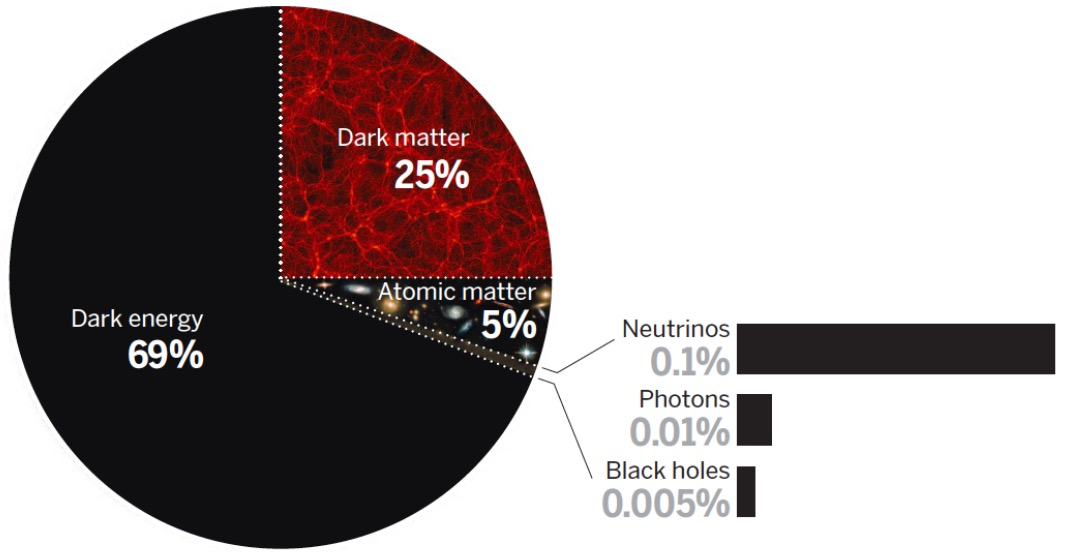 Dark matter
25%
Atomic matter
5%
Dark energy
69%
Neutrinos
0.1%
Photons
0.01%
Black holes
0.005%